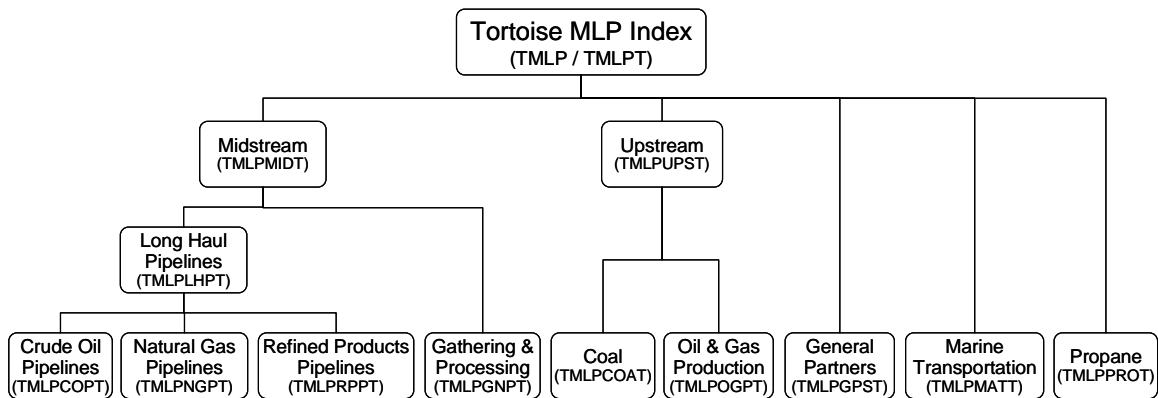 Tortoise MLP Index
(TMLP / TMLPT)
Midstream
(TMLPMIDT)
Upstream
(TMLPUPST)
Long Haul
Pipelines
(TMLPLHPT)
Crude Oil
Pipelines
(TMLPCOPT)
Natural Gas
Pipelines
(TMLPNGPT)
Refined Products
Pipelines
(TMLPRPPT)
Gathering &
Processing
(TMLPGNPT)
Coal
(TMLPCOAT)
Oil & Gas
Production
(TMLPOGPT)
General
Partners
(TMLPGPST)
Marine
Transportation
(TMLPMATT)
Propane
(TMLPPROT)